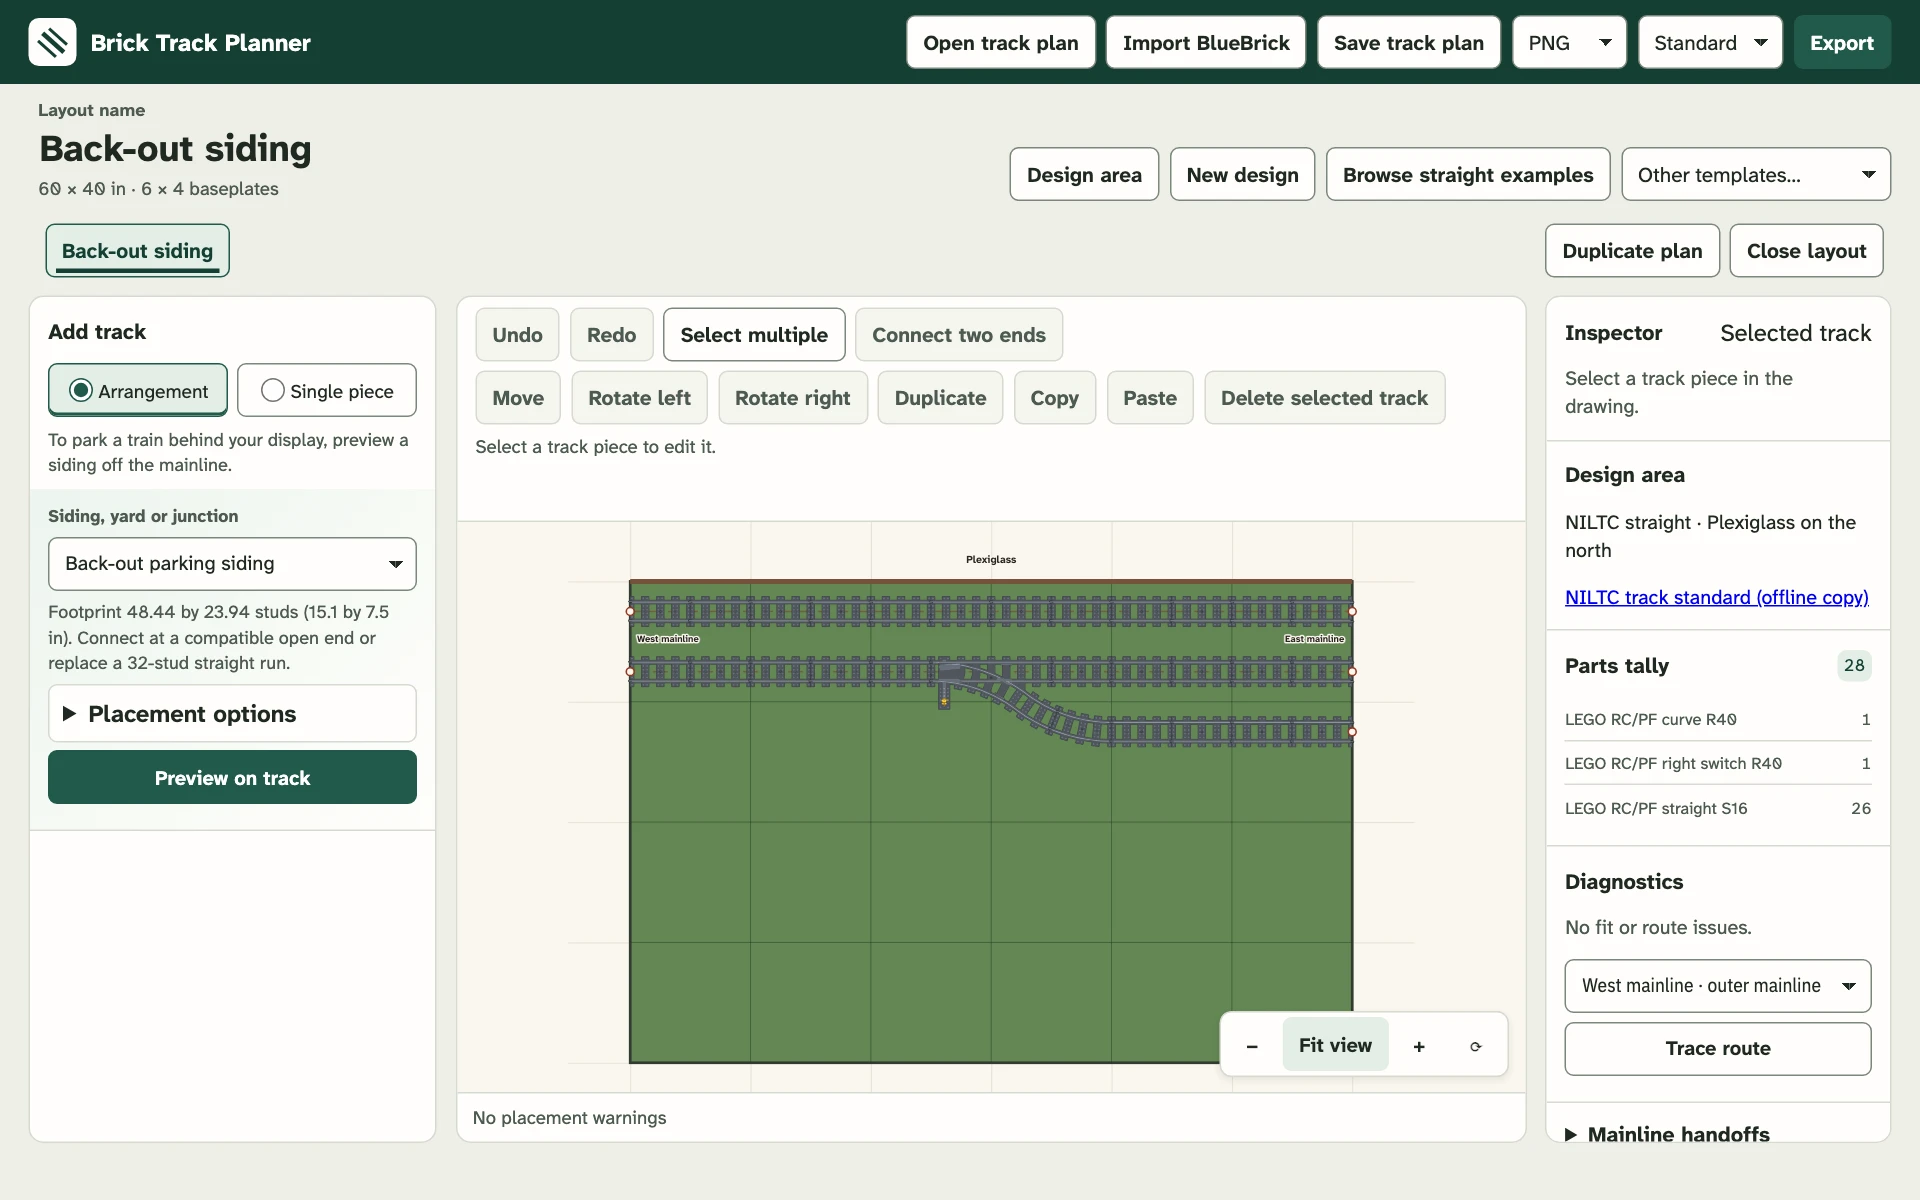 Brick Track Planner
Open track plan
Import BlueBrick
Save track plan
PNG
Standard
Export
Layout name
Back-out siding
60 × 40 in · 6 × 4 baseplates
Design area
New design
Browse straight examples
Other templates...
Back-out siding
Duplicate plan
Close layout
Add track
Arrangement
Single piece
To park a train behind your display, preview a
siding off the mainline.
Siding, yard or junction
Back-out parking siding
Footprint 48.44 by 23.94 studs (15.1 by 7.5
in). Connect at a compatible open end or
replace a 32-stud straight run.
Placement options
Preview on track
Undo
Redo
Select multiple
Connect two ends
Move
Rotate left
Rotate right
Duplicate
Copy
Paste
Delete selected track
Select a track piece to edit it.
Plexiglass
West mainline
East mainline
−
Fit view
+
⟳
No placement warnings
Inspector
Selected track
Select a track piece in the
drawing.
Design area
NILTC straight · Plexiglass on the
north
NILTC track standard (offline copy)
Parts tally
28
LEGO RC/PF curve R40
1
LEGO RC/PF right switch R40
1
LEGO RC/PF straight S16
26
Diagnostics
No fit or route issues.
West mainline · outer mainline
Trace route
Mainline handoffs